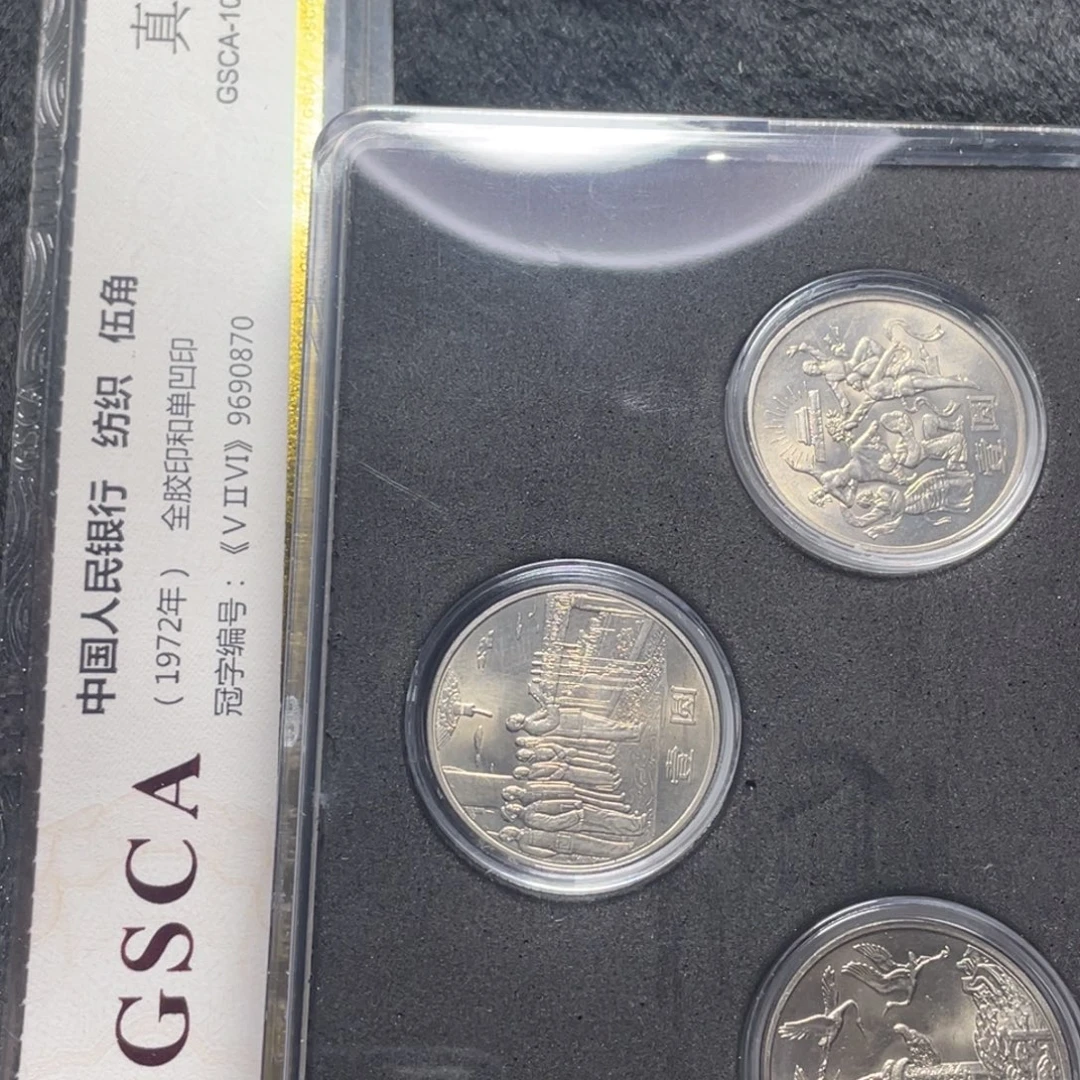 GSCA
中国人民银行 纺织 伍角
(1972年) 全胶印和单凹印
冠字编号：《VⅡVI》9690870
真
GSCA-10
壹圆
壹圆